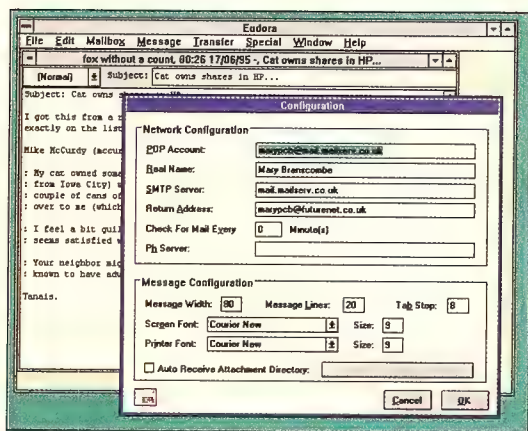 Eudora
File Edit Mailbox Message Transfer Special Window Help
fox without a count, 00:26 17/06/95 -, Cat owns shares in HP...
(Normal) Subject: Cat owns shares in HP...
Subject: Cat owns shares in HP
I got this from a
exactly on the list
Mike McCurdy
: My cat owned some
: from Iowa City)
: couple of cans of
: over to me (which
: I feel a bit
: seems satisfied
: Your neighbor
: known to have
Tanais.
Configuration
Network Configuration
POP Account: marypcb@mail.mailserv.co.uk
Real Name: Mary Branscombe
SMTP Server: mail.mailserv.co.uk
Return Address: marypcb@futurenet.co.uk
Check For Mail Every 0 Minute(s)
Ph Server:
Message Configuration
Message Width: 80 Message Lines: 20 Tab Stop: 8
Screen Font: Courier New Size: 9
Printer Font: Courier New Size: 9
Auto Receive Attachment Directory:
Cancel OK